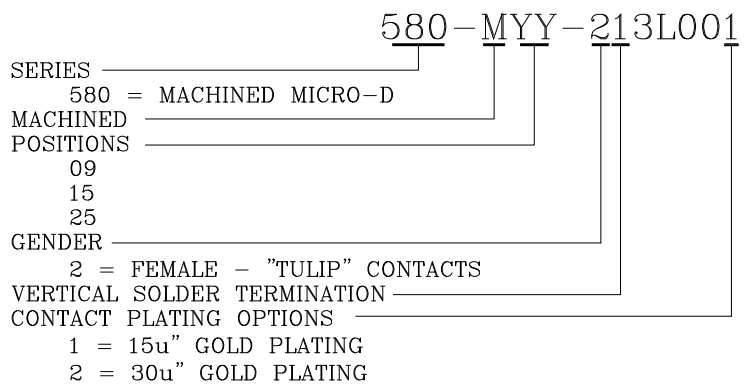 580-MYY-213L001
SERIES
580 = MACHINED MICRO-D
MACHINED
POSITIONS
09
15
25
GENDER
2 = FEMALE - "TULIP" CONTACTS
VERTICAL SOLDER TERMINATION
CONTACT PLATING OPTIONS
1 = 15u" GOLD PLATING
2 = 30u" GOLD PLATING